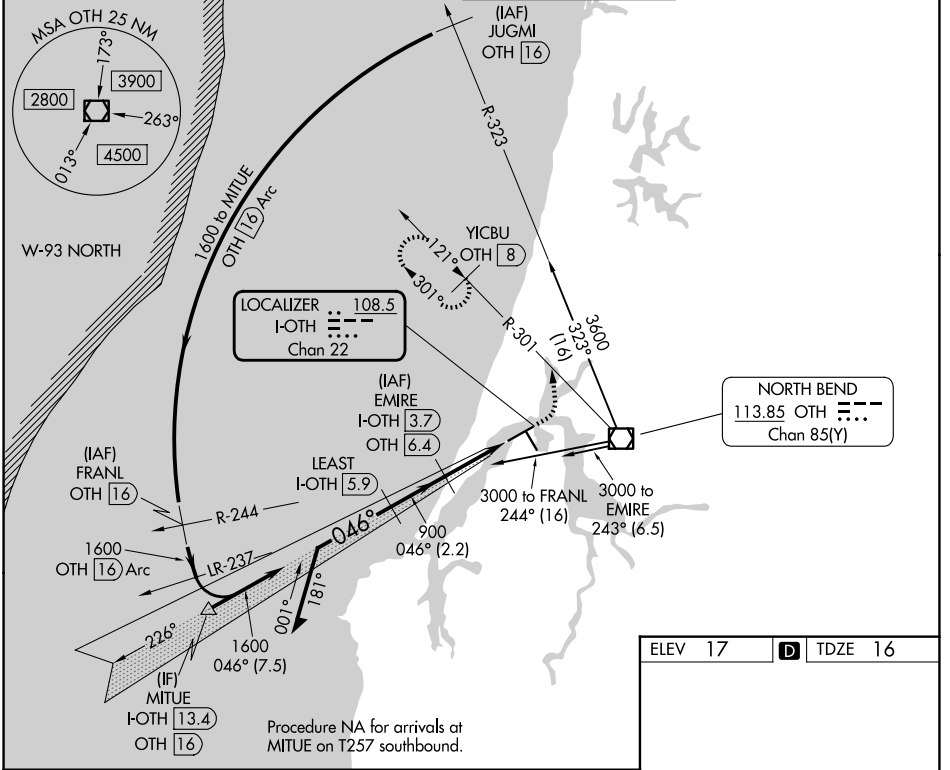 MSA OTH 25 NM
173°
3900
2800
263°
013°
4500
(IAF)
JUGMI
OTH 16
R-323
1600 to MITUE
OTH 16 Arc
W-93 NORTH
YICBU
OTH 8
121°
301°
R-301
LOCALIZER 108.5
I-OTH
Chan 22
3600
323°
(16)
(IAF)
EMIRE
I-OTH 3.7
OTH 6.4
NORTH BEND
113.85 OTH
Chan 85(Y)
(IAF)
FRANL
OTH 16
LEAST
I-OTH 5.9
R-244
046°
3000 to FRANL
244° (16)
3000 to
EMIRE
243° (6.5)
900
046° (2.2)
1600
OTH 16 Arc
LR-237
001°
181°
226°
1600
046° (7.5)
(IF)
MITUE
I-OTH 13.4
OTH 16
Procedure NA for arrivals at
MITUE on T257 southbound.
ELEV 17 D TDZE 16